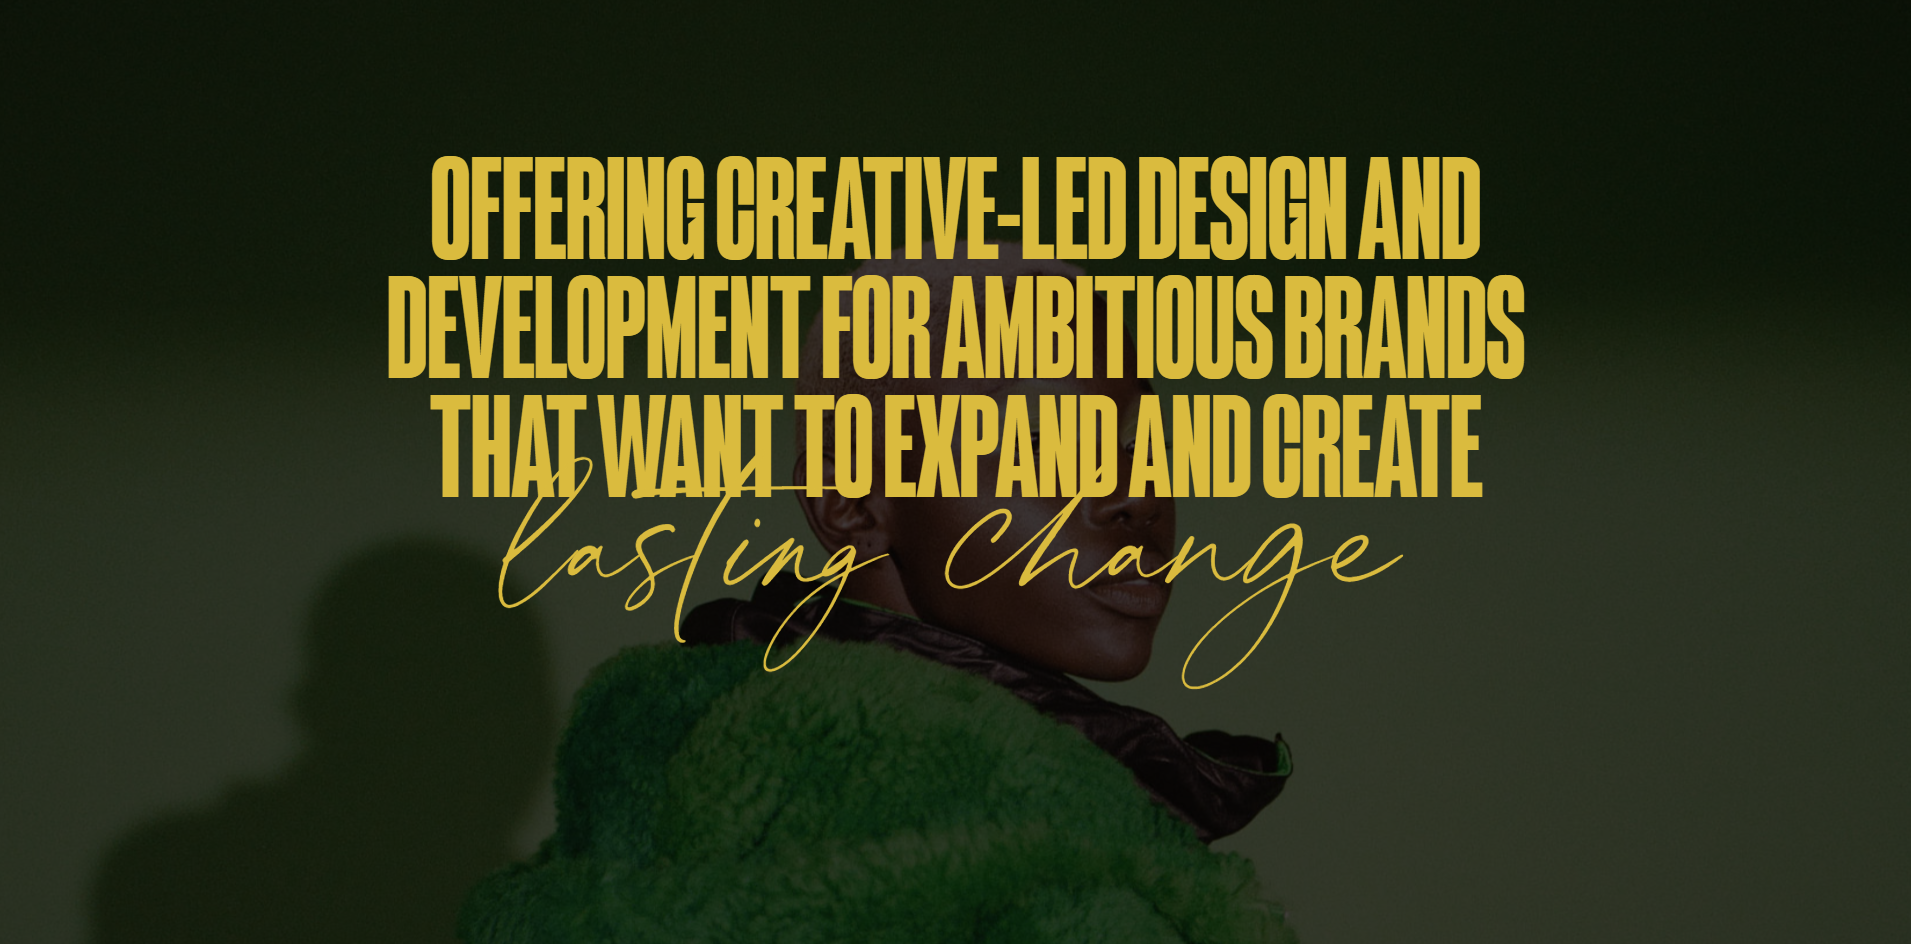 OFFERING CREATIVE-LED DESIGN AND
DEVELOPMENT FOR AMBITIOUS BRANDS
THAT WANT TO EXPAND AND CREATE
lasting change